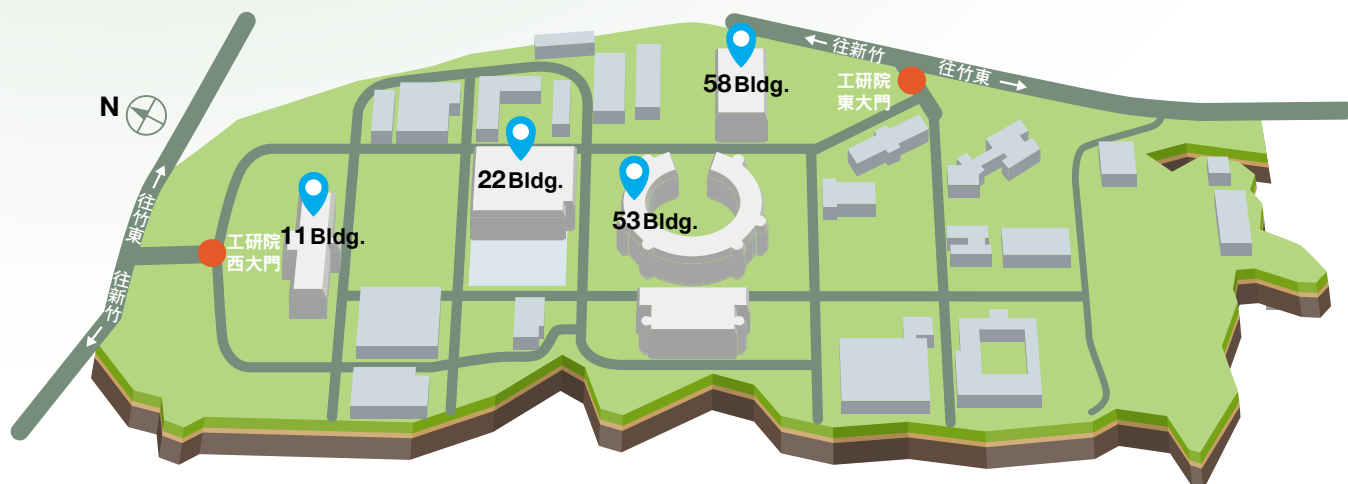 往新竹
往竹東
工研院
東大門
58 Bldg.
N
22 Bldg.
53 Bldg.
11 Bldg.
工研院
西大門
往竹東
往新竹